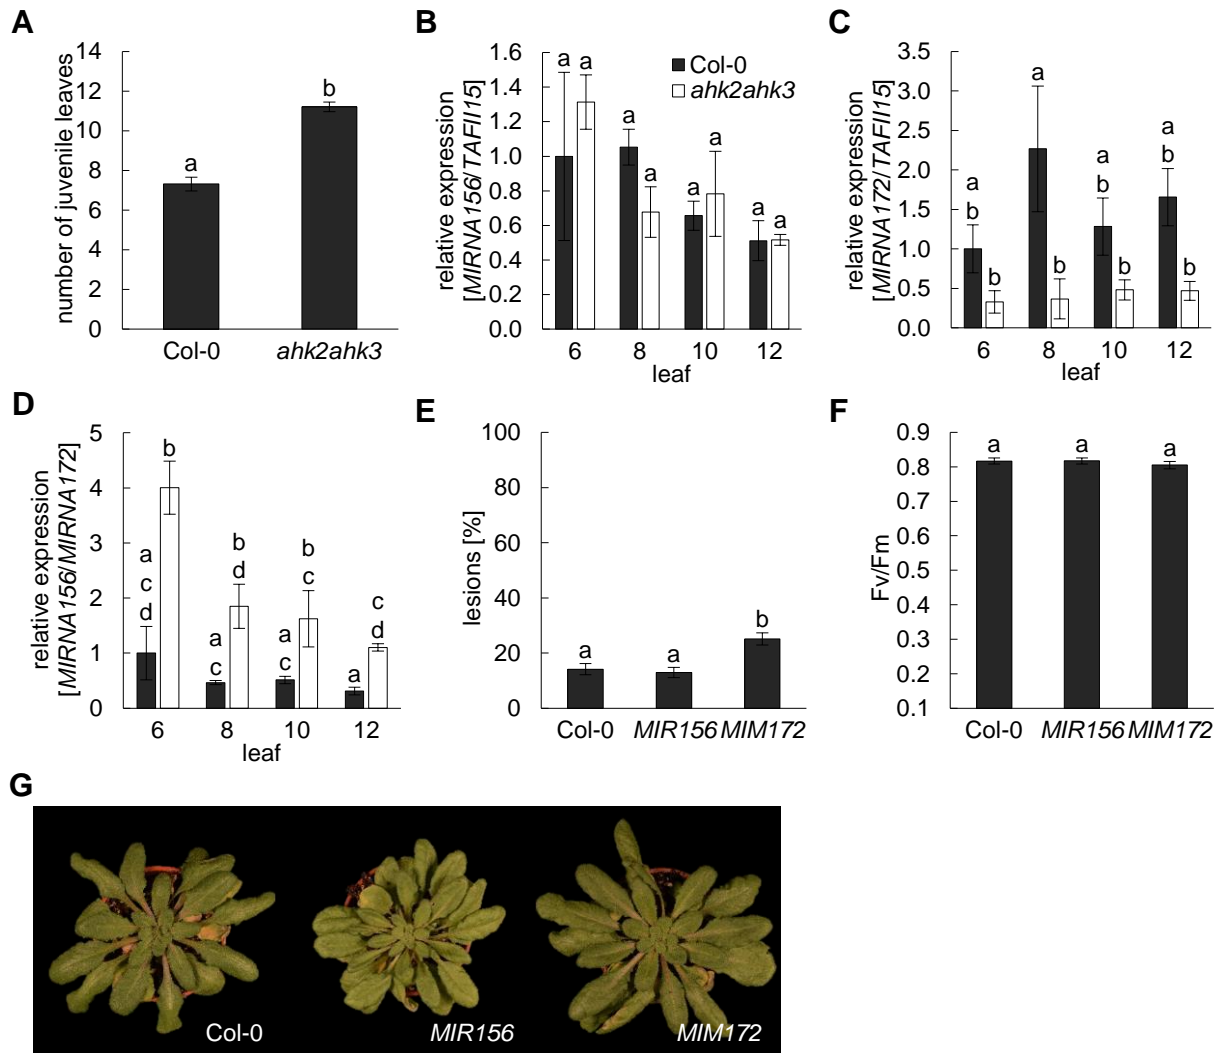 A
number of juvenile leaves
14
12
10
8
6
4
2
0
a
b
Col-0
ahk2ahk3
B
relative expression
[MIRNA156/TAFII15]
1.6
1.4
1.2
1.0
0.8
0.6
0.4
0.2
0.0
a a
a a
a a
a a
Col-0
ahk2ahk3
6 8 10 12
leaf
C
relative expression
[MIRNA172/TAFII15]
3.5
3.0
2.5
2.0
1.5
1.0
0.5
0.0
a
b
b
a
b
a
b
b
a
b
b
6 8 10 12
leaf
D
relative expression
[MIRNA156/MIRNA172]
5
4
3
2
1
0
a
c
d
b
a
c
b
d
a
c
b
c
a
c
d
6 8 10 12
leaf
E
lesions [%]
100
80
60
40
20
0
a
a
b
Col-0 MIR156 MIM172
F
Fv/Fm
0.9
0.8
0.7
0.6
0.5
0.4
0.3
0.2
0.1
a a a
Col-0 MIR156 MIM172
G
Col-0 MIR156 MIM172